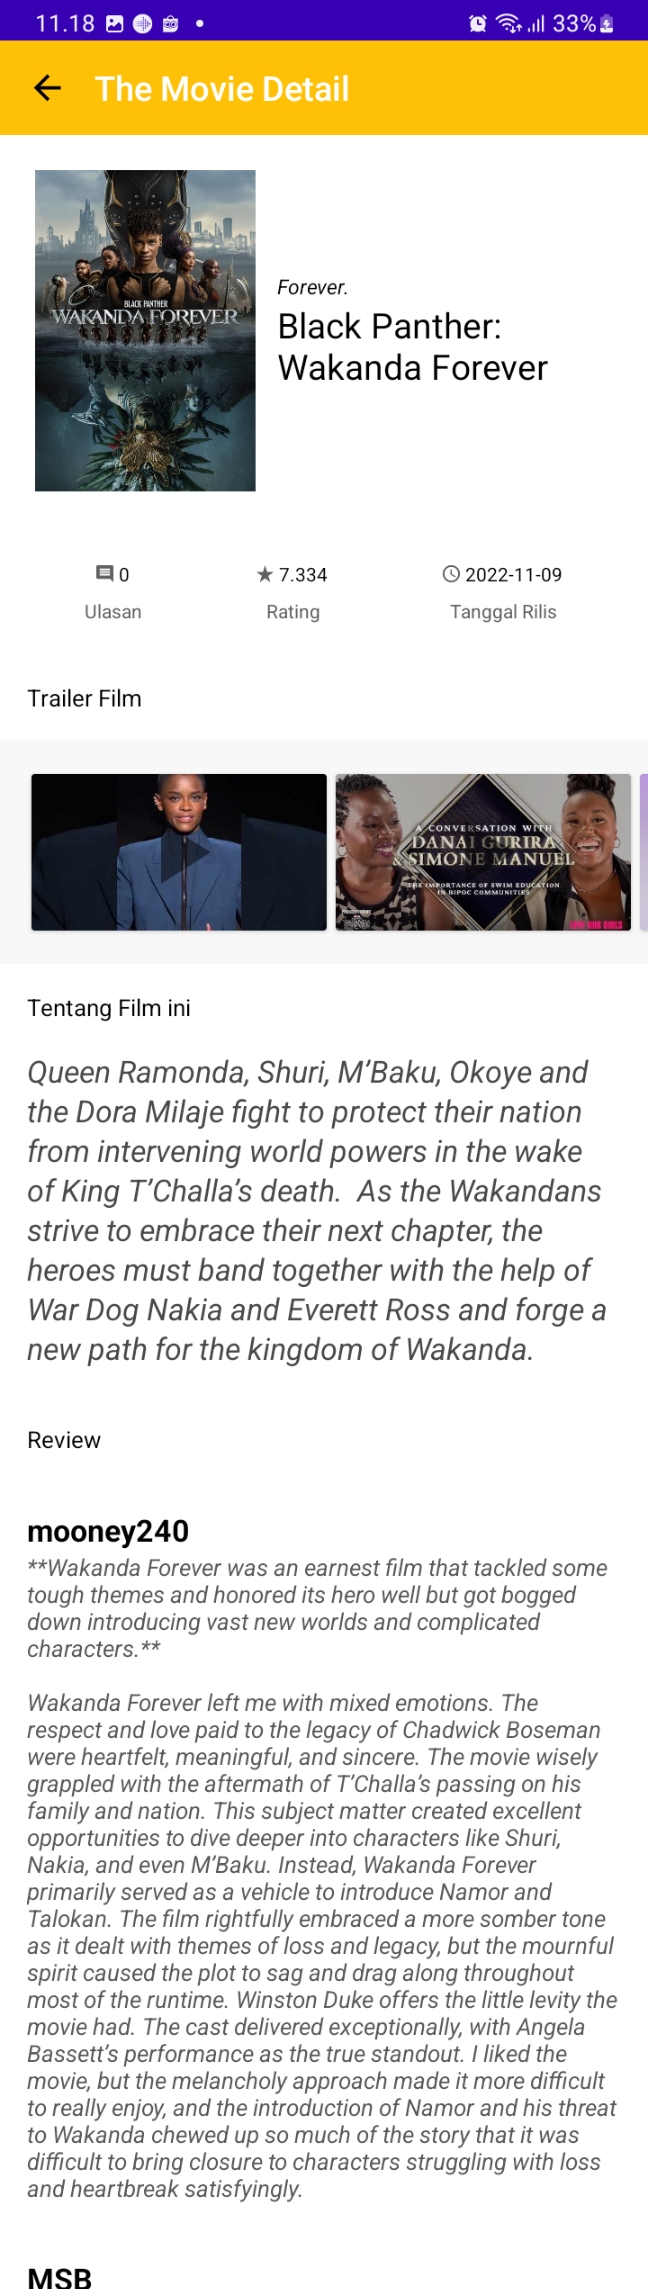 11.18
33%
The Movie Detail
BLACK PANTHER
WAKANDA FOREVER
Forever.
Black Panther:
Wakanda Forever
0
7.334
2022-11-09
Ulasan
Rating
Tanggal Rilis
Trailer Film
A CONVERSATION WITH
DANAI GURIRA
& SIMONE MANUEL
THE IMPORTANCE OF SWIM EDUCATION
IN BIPOC COMMUNITIES
Tentang Film ini
Queen Ramonda, Shuri, M’Baku, Okoye and
the Dora Milaje fight to protect their nation
from intervening world powers in the wake
of King T’Challa’s death.  As the Wakandans
strive to embrace their next chapter, the
heroes must band together with the help of
War Dog Nakia and Everett Ross and forge a
new path for the kingdom of Wakanda.
Review
mooney240
**Wakanda Forever was an earnest film that tackled some
tough themes and honored its hero well but got bogged
down introducing vast new worlds and complicated
characters.**
Wakanda Forever left me with mixed emotions. The
respect and love paid to the legacy of Chadwick Boseman
were heartfelt, meaningful, and sincere. The movie wisely
grappled with the aftermath of T’Challa’s passing on his
family and nation. This subject matter created excellent
opportunities to dive deeper into characters like Shuri,
Nakia, and even M’Baku. Instead, Wakanda Forever
primarily served as a vehicle to introduce Namor and
Talokan. The film rightfully embraced a more somber tone
as it dealt with themes of loss and legacy, but the mournful
spirit caused the plot to sag and drag along throughout
most of the runtime. Winston Duke offers the little levity the
movie had. The cast delivered exceptionally, with Angela
Bassett’s performance as the true standout. I liked the
movie, but the melancholy approach made it more difficult
to really enjoy, and the introduction of Namor and his threat
to Wakanda chewed up so much of the story that it was
difficult to bring closure to characters struggling with loss
and heartbreak satisfyingly.
MSB